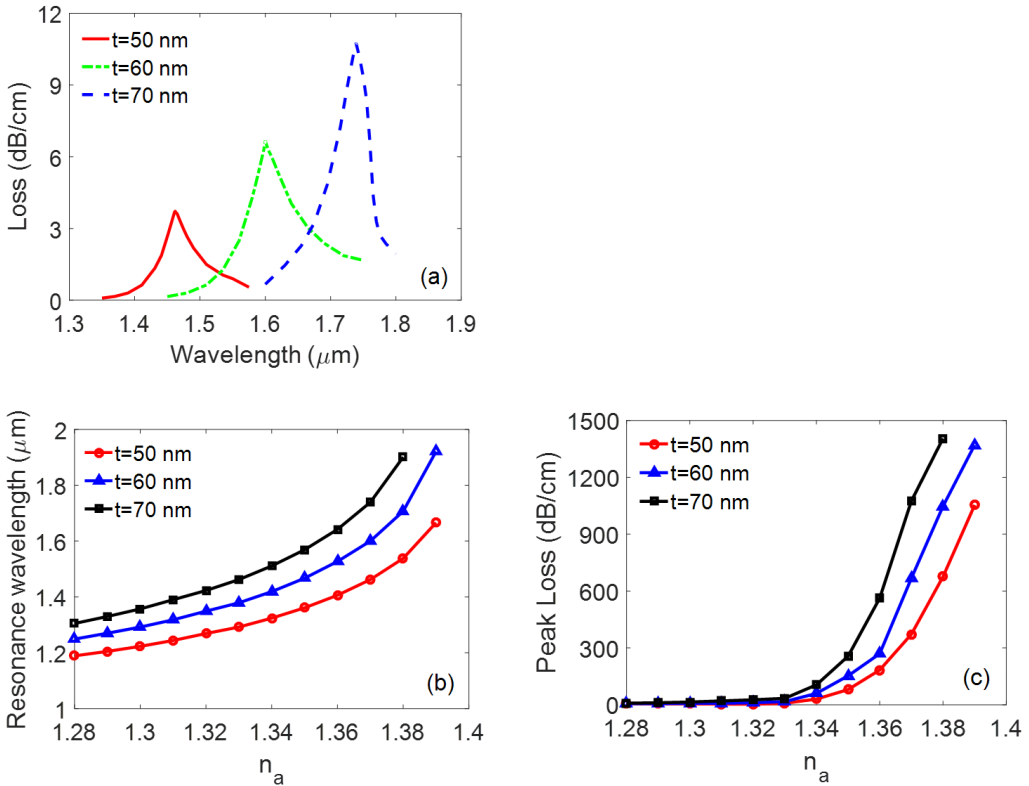 12
9
6
3
0
Loss (dB/cm)
t=50 nm
t=60 nm
t=70 nm
(a)
1.3 1.4 1.5 1.6 1.7 1.8 1.9
Wavelength (μm)
2
1.8
1.6
1.4
1.2
1
Resonance wavelength (μm)
t=50 nm
t=60 nm
t=70 nm
(b)
1.28 1.3 1.32 1.34 1.36 1.38 1.4
n_a
1500
1200
900
600
300
0
Peak Loss (dB/cm)
t=50 nm
t=60 nm
t=70 nm
(c)
1.28 1.3 1.32 1.34 1.36 1.38 1.4
n_a